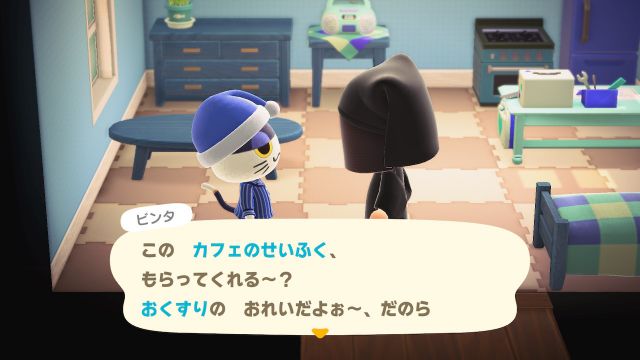 ビンタ
この　カフェのせいふく、
もらってくれる～？
おくすりの　おれいだよぉ～、だのら